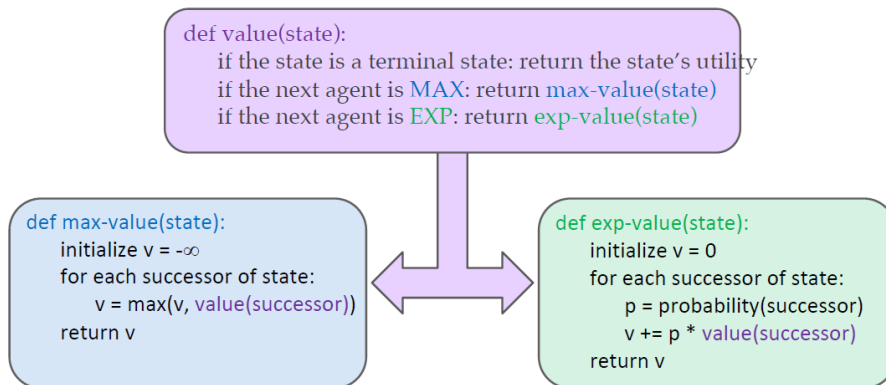 def value(state):
if the state is a terminal state: return the state's utility
if the next agent is MAX: return max-value(state)
if the next agent is EXP: return exp-value(state)
def max-value(state):
initialize v = -∞
for each successor of state:
v = max(v, value(successor))
return v
def exp-value(state):
initialize v = 0
for each successor of state:
p = probability(successor)
v += p * value(successor)
return v